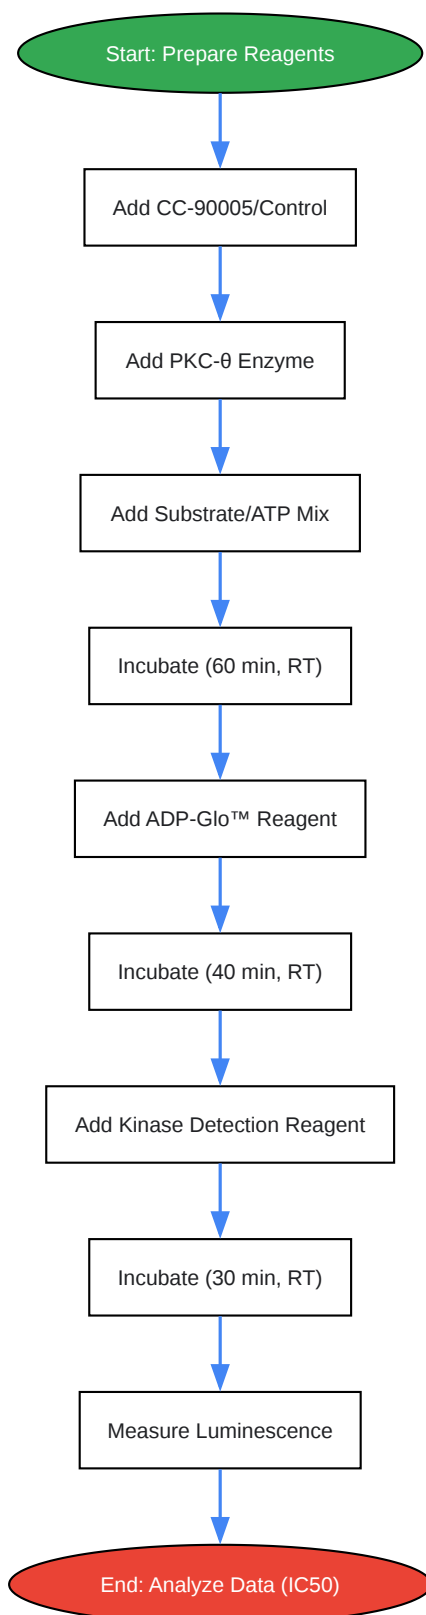 Start: Prepare Reagents
Add CC-90005/Control
Add PKC-θ Enzyme
Add Substrate/ATP Mix
Incubate (60 min, RT)
Add ADP-Glo™ Reagent
Incubate (40 min, RT)
Add Kinase Detection Reagent
Incubate (30 min, RT)
Measure Luminescence
End: Analyze Data (IC50)